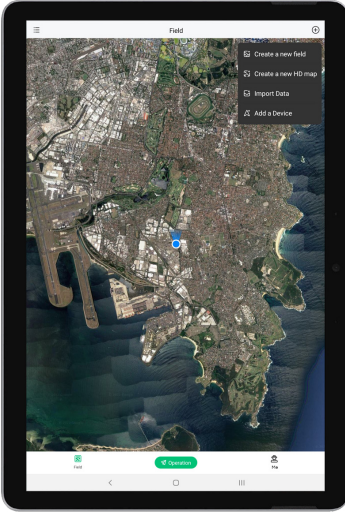 Field
Create a new field
Create a new HD map
Import Data
Add a Device
Field
Operation
Me